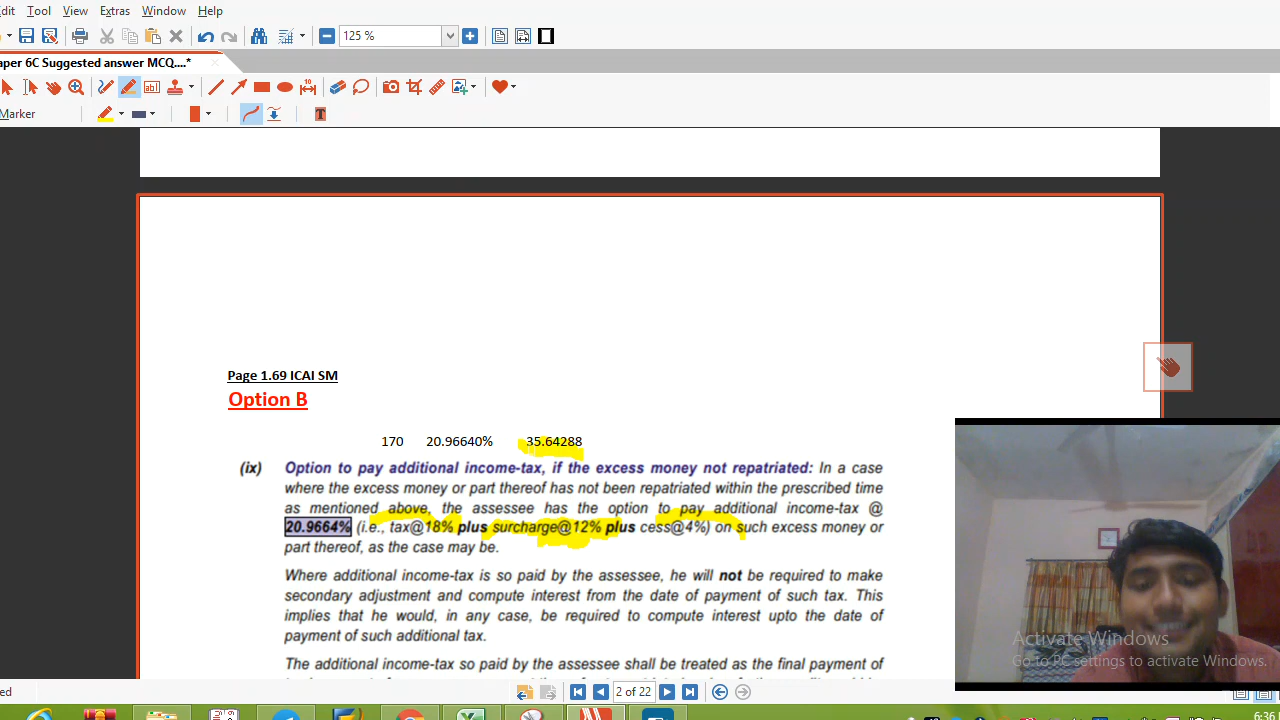 dit Tool View Extras Window Help
125 %
aper 6C Suggested answer MCQ....*
10
Marker
T
Page 1.69 ICAI SM
Option B
170 20.96640% 35.64288
(ix) Option to pay additional income-tax, if the excess money not repatriated: In a case
where the excess money or part thereof has not been repatriated within the prescribed time
as mentioned above, the assessee has the option to pay additional income-tax @
20.9664% (i.e., tax@18% plus surcharge@12% plus cess@4%) on such excess money or
part thereof, as the case may be.
Where additional income-tax is so paid by the assessee, he will not be required to make
secondary adjustment and compute interest from the date of payment of such tax. This
implies that he would, in any case, be required to compute interest upto the date of
payment of such additional tax.
The additional income-tax so paid by the assessee shall be treated as the final payment of
Activate Windows
Go to PC settings to activate Windows.
ed
2 of 22
6:36